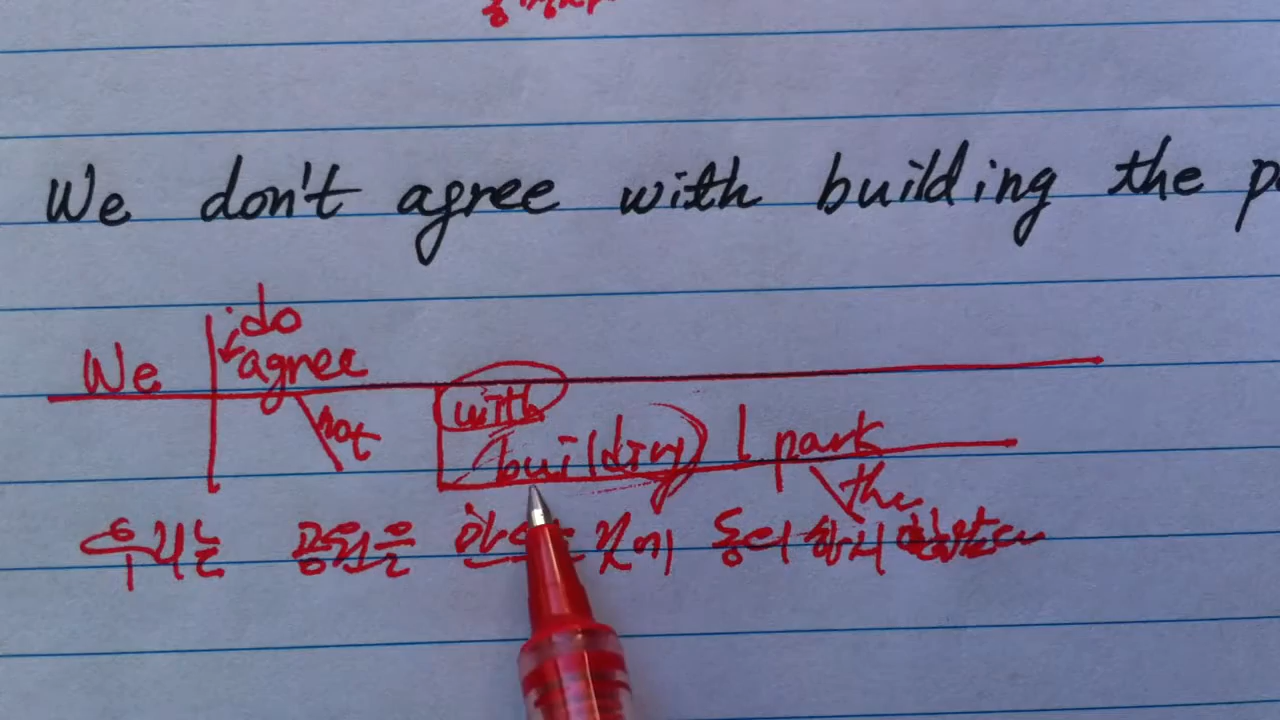 We don't agree with building the p
do
We agree
not
with
building park
the
우리는 공원을 것에 동의 하지